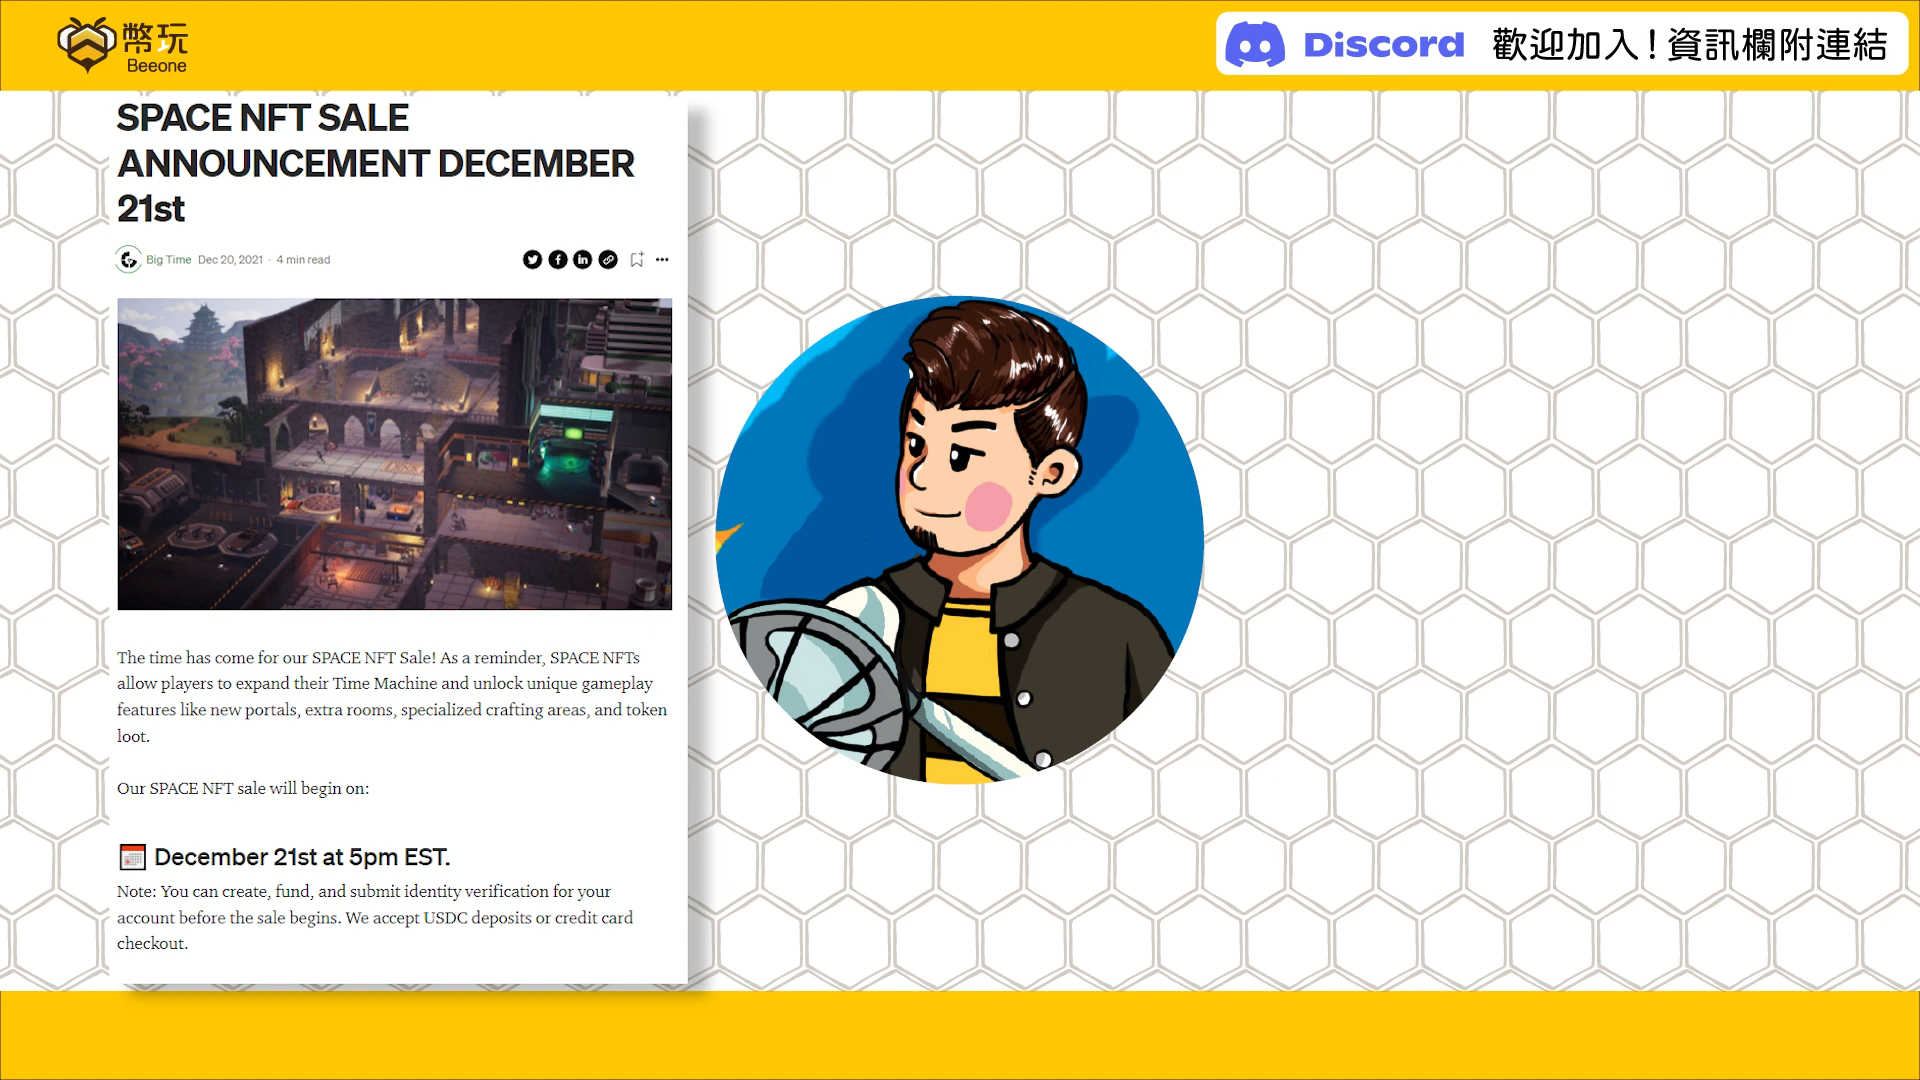 幣玩
Beeone
Discord 歡迎加入！資訊欄附連結
SPACE NFT SALE
ANNOUNCEMENT DECEMBER
21st
Big Time Dec 20, 2021 · 4 min read
The time has come for our SPACE NFT Sale! As a reminder, SPACE NFTs
allow players to expand their Time Machine and unlock unique gameplay
features like new portals, extra rooms, specialized crafting areas, and token
loot.
Our SPACE NFT sale will begin on:
December 21st at 5pm EST.
Note: You can create, fund, and submit identity verification for your
account before the sale begins. We accept USDC deposits or credit card
checkout.